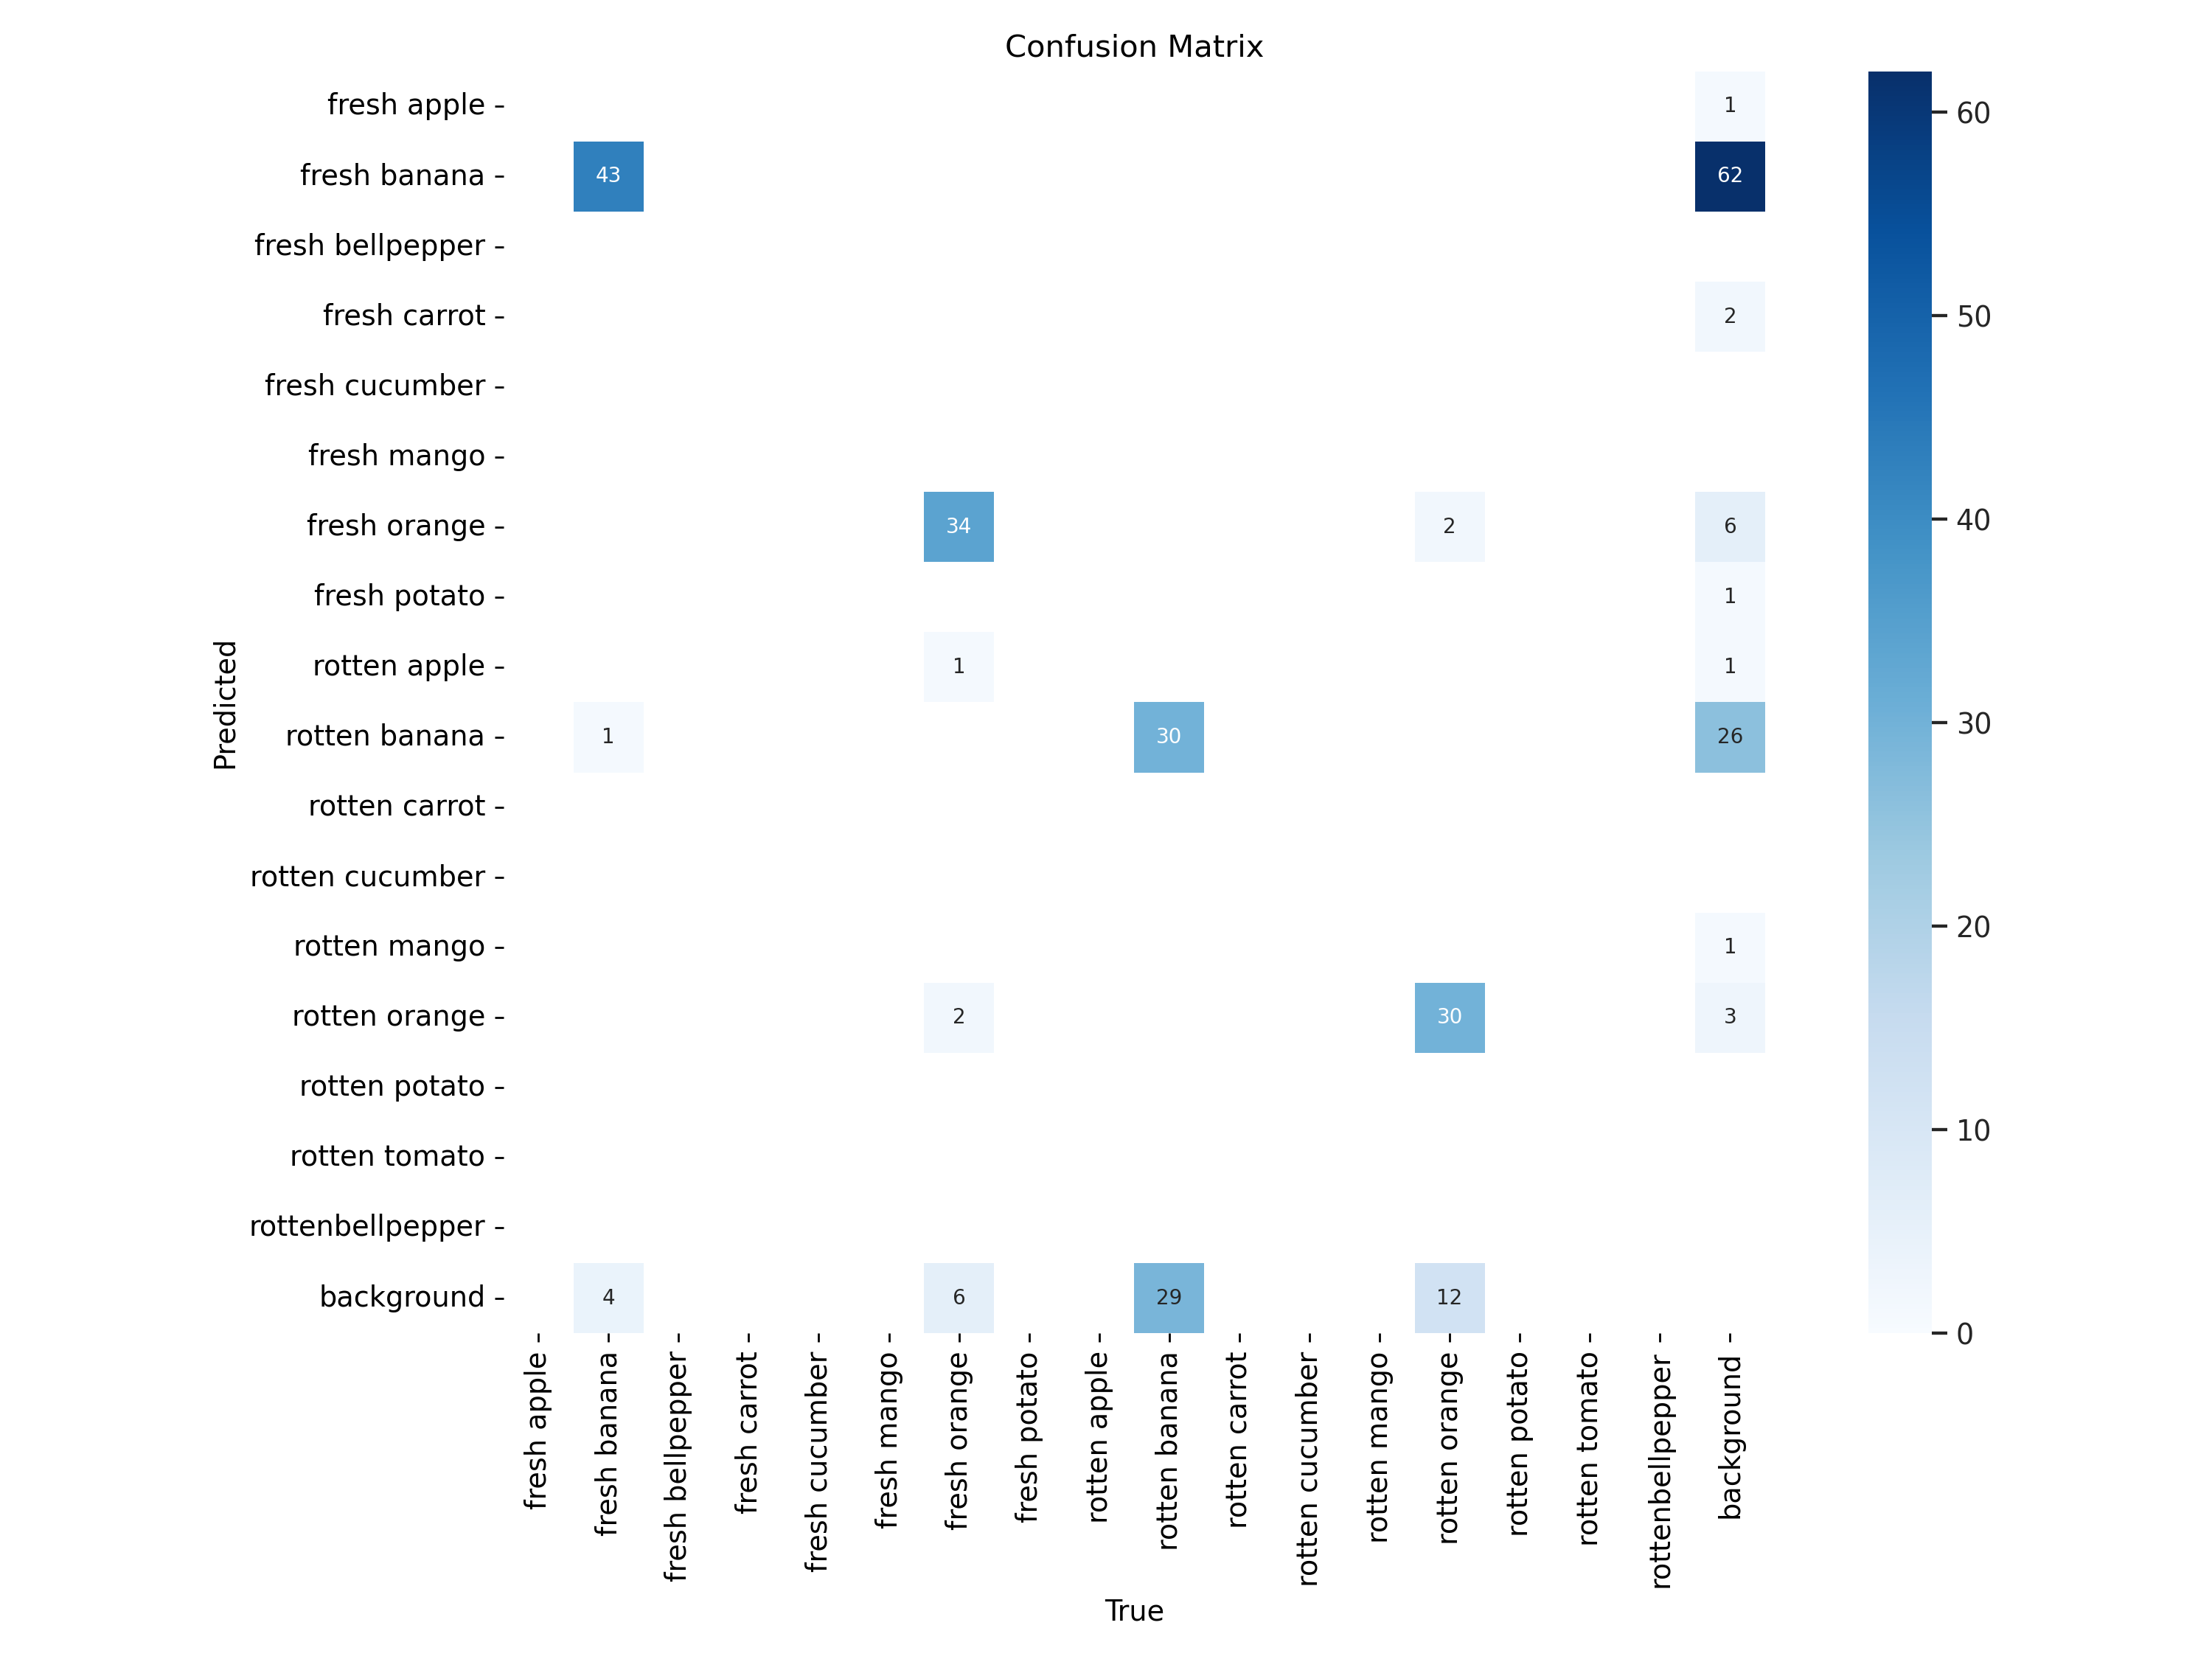 Confusion Matrix
fresh apple
1
60
fresh banana
43
62
fresh bellpepper
fresh carrot
2
50
fresh cucumber
fresh mango
fresh orange
34
2
6
40
fresh potato
1
Predicted
rotten apple
1
1
rotten banana
1
30
26
30
rotten carrot
rotten cucumber
20
rotten mango
1
rotten orange
2
30
3
rotten potato
10
rotten tomato
rottenbellpepper
background
4
6
29
12
0
fresh apple
fresh banana
fresh bellpepper
fresh carrot
fresh cucumber
fresh mango
fresh orange
fresh potato
rotten apple
rotten banana
rotten carrot
rotten cucumber
rotten mango
rotten orange
rotten potato
rotten tomato
rottenbellpepper
background
True